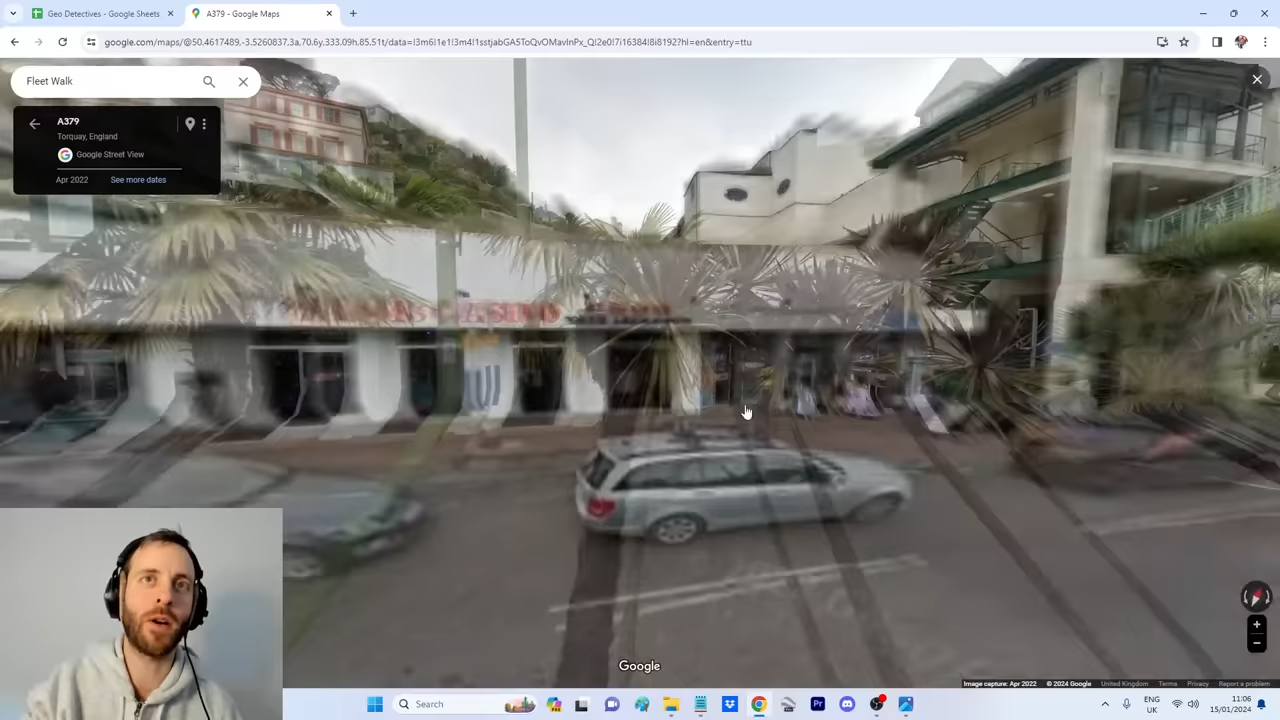 Geo Detectives - Google Sheets
A379 - Google Maps
google.com/maps/@50.4617489,-3.5260837,3a,70.6y,333.09h,85.51t/data=!3m6!1e1!3m4!1sstjabGA5ToQvOMavInPx_Q!2e0!7i16384!8i8192?hl=en&entry=ttu
Fleet Walk
A379
Torquay, England
Google Street View
Apr 2022
See more dates
Google
Image capture: Apr 2022 © 2024 Google United Kingdom Terms Privacy Report a problem
Search
ENG
UK
11:06
15/01/2024